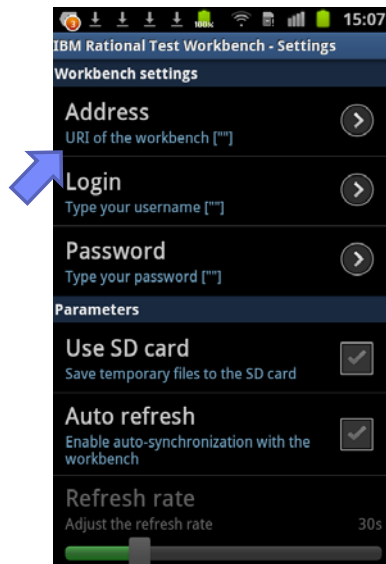 3
100%
15:07
IBM Rational Test Workbench - Settings
Workbench settings
Address
URI of the workbench [""]
Login
Type your username [""]
Password
Type your password [""]
Parameters
Use SD card
Save temporary files to the SD card
Auto refresh
Enable auto-synchronization with the
workbench
Refresh rate
Adjust the refresh rate 30s